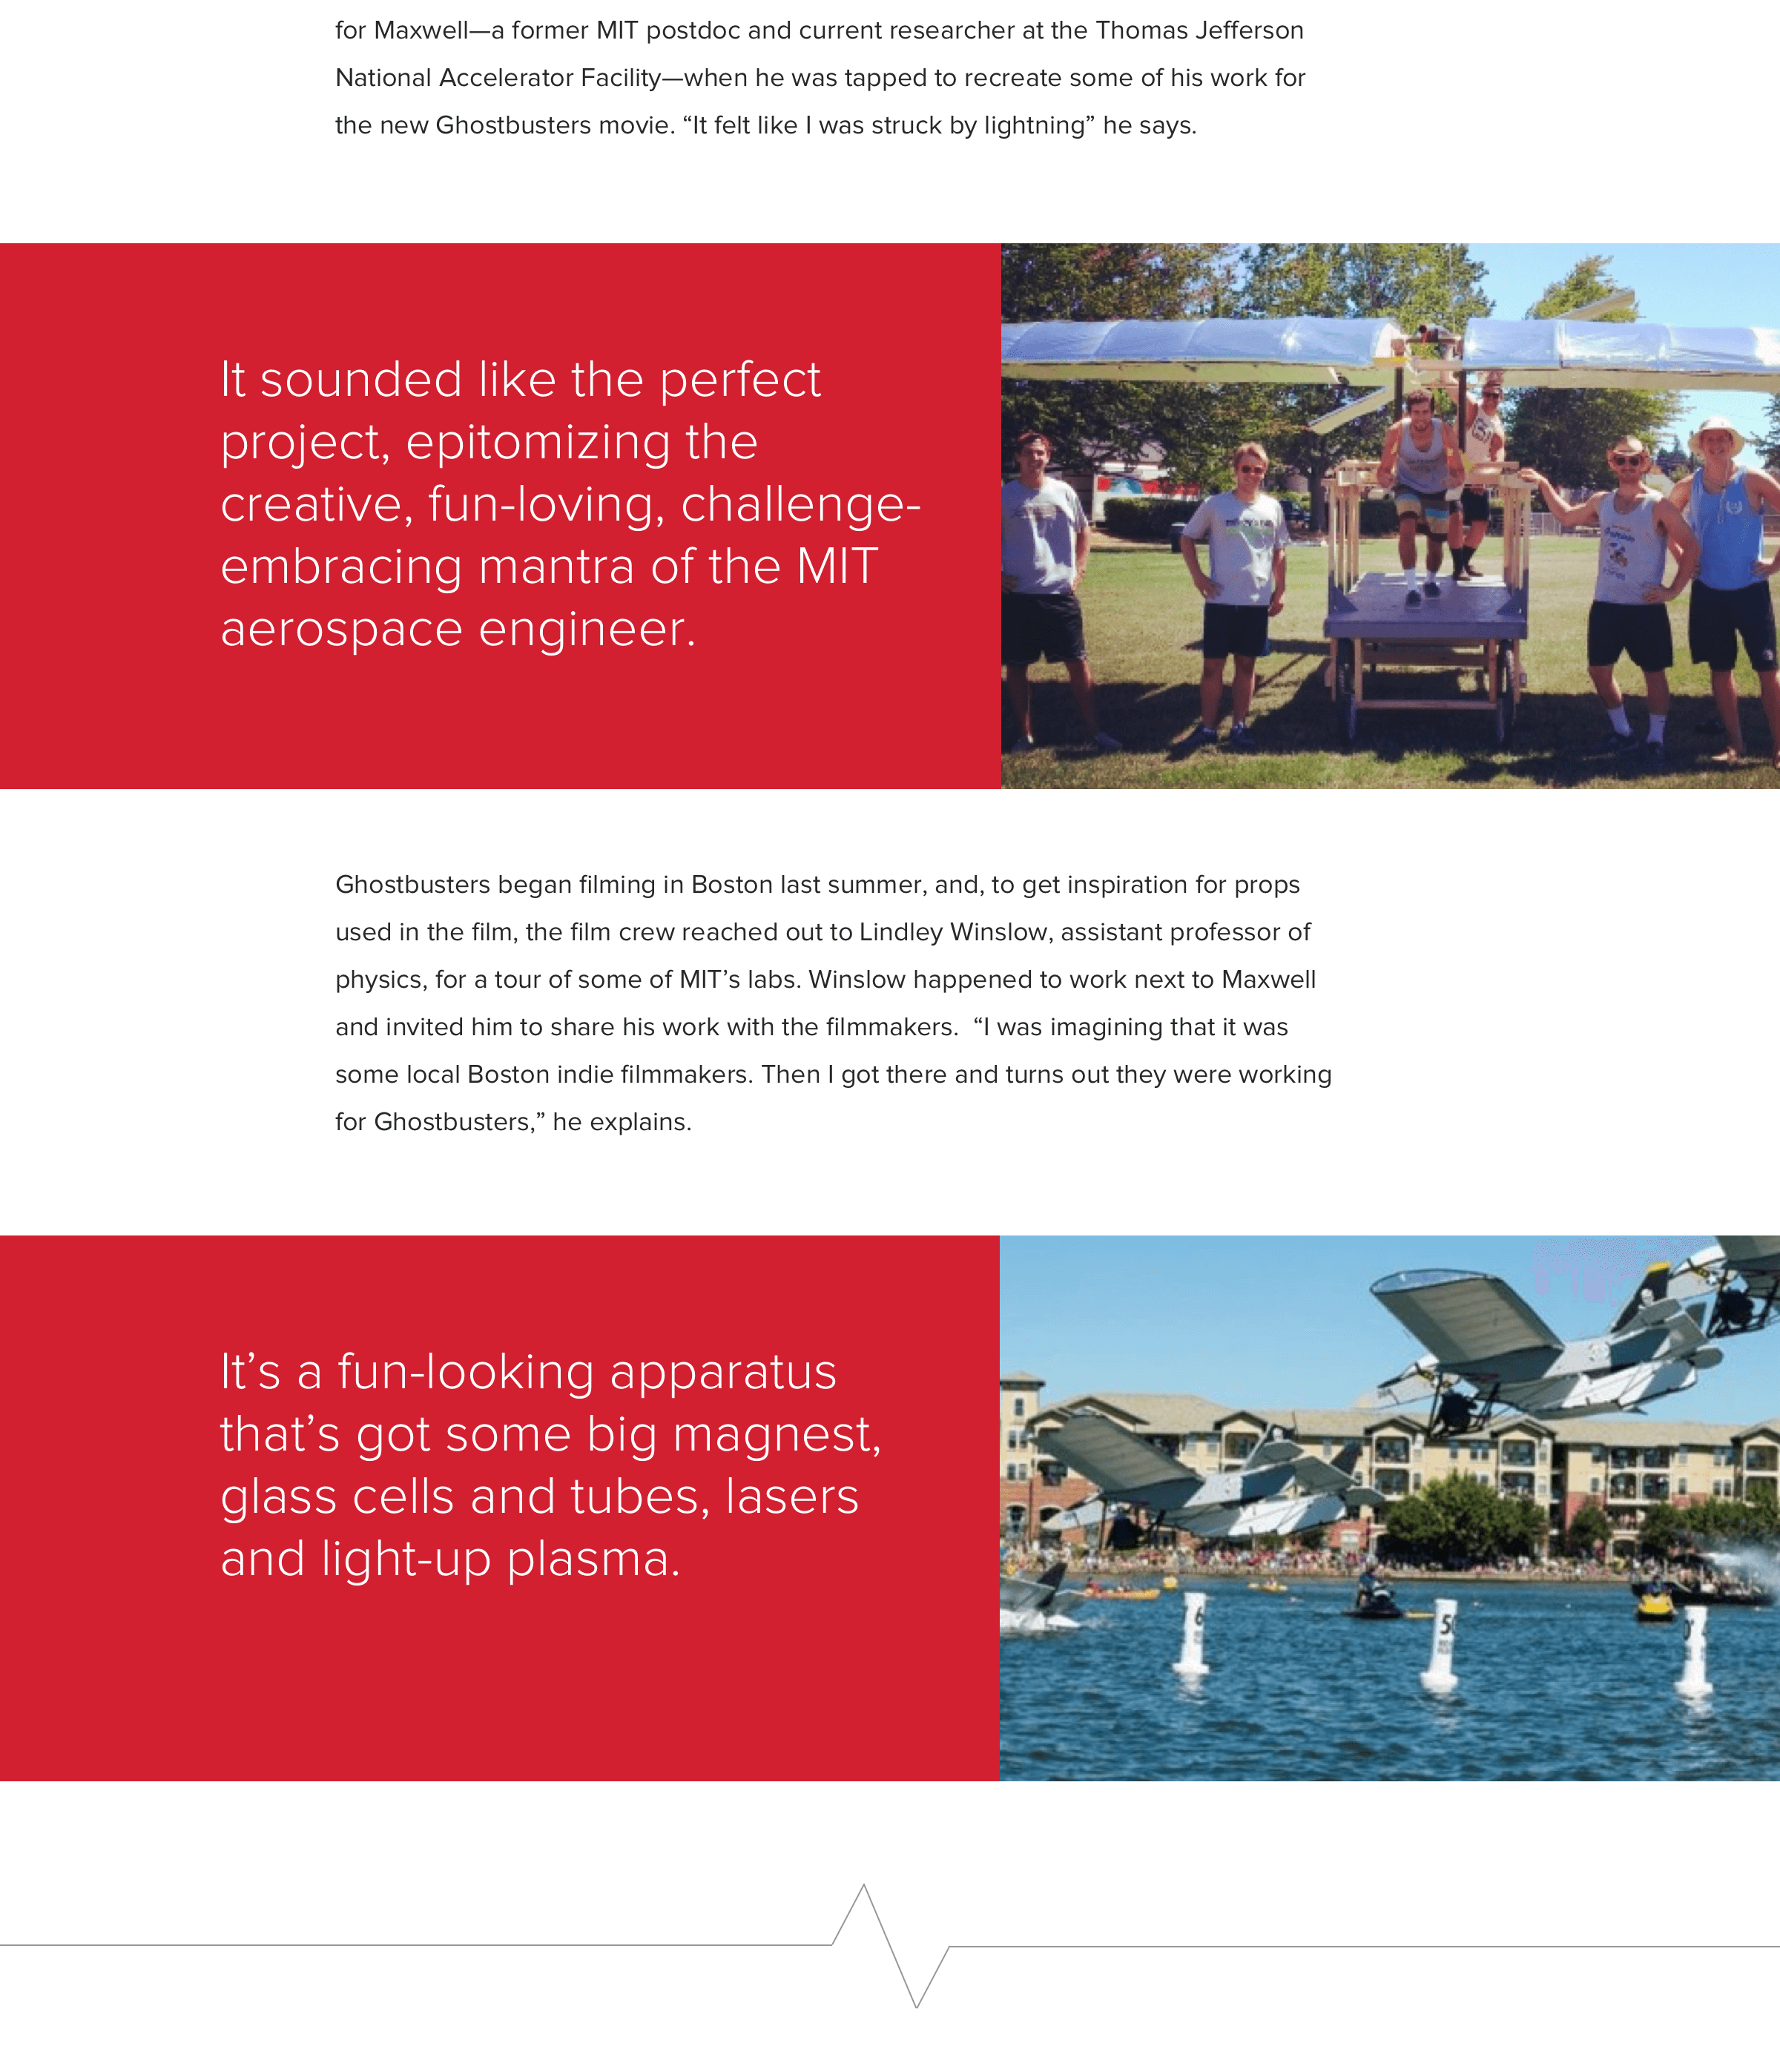 for Maxwell—a former MIT postdoc and current researcher at the Thomas Jefferson
National Accelerator Facility—when he was tapped to recreate some of his work for
the new Ghostbusters movie. “It felt like I was struck by lightning” he says.
It sounded like the perfect
project, epitomizing the
creative, fun-loving, challenge-
embracing mantra of the MIT
aerospace engineer.
Ghostbusters began filming in Boston last summer, and, to get inspiration for props
used in the film, the film crew reached out to Lindley Winslow, assistant professor of
physics, for a tour of some of MIT’s labs. Winslow happened to work next to Maxwell
and invited him to share his work with the filmmakers.  “I was imagining that it was
some local Boston indie filmmakers. Then I got there and turns out they were working
for Ghostbusters,” he explains.
It’s a fun-looking apparatus
that’s got some big magnest,
glass cells and tubes, lasers
and light-up plasma.
6
50